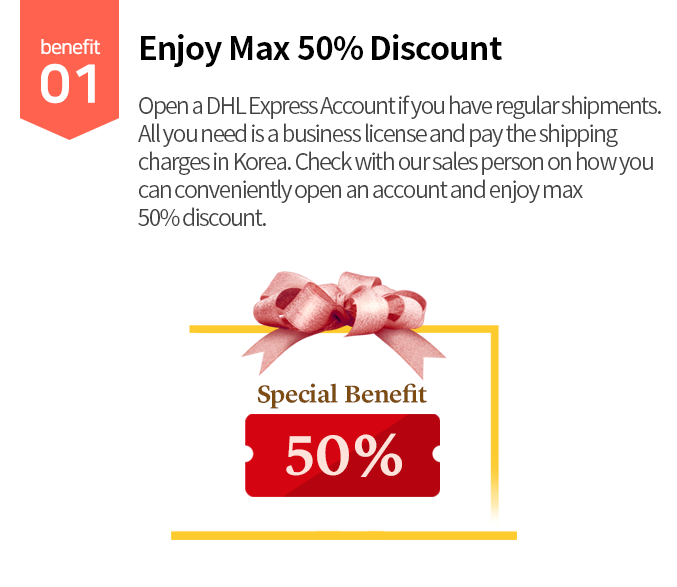 benefit
01
Enjoy Max 50% Discount
Open a DHL Express Account if you have regular shipments.
All you need is a business license and pay the shipping
charges in Korea. Check with our sales person on how you
can conveniently open an account and enjoy max
50% discount.
Special Benefit
50%